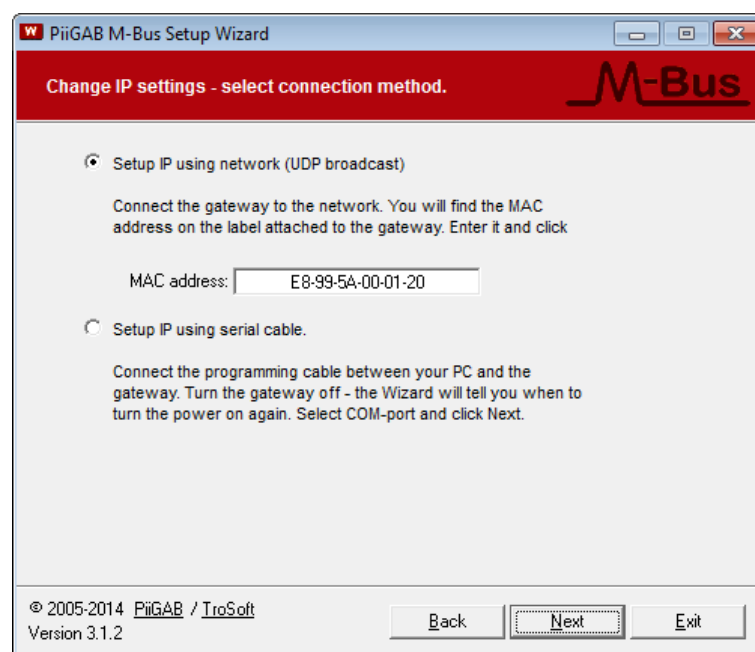 PiiGAB M-Bus Setup Wizard
Change IP settings - select connection method.
M-Bus
Setup IP using network (UDP broadcast)
Connect the gateway to the network. You will find the MAC
address on the label attached to the gateway. Enter it and click
MAC address:
E8-99-5A-00-01-20
Setup IP using serial cable.
Connect the programming cable between your PC and the
gateway. Turn the gateway off - the Wizard will tell you when to
turn the power on again. Select COM-port and click Next.
© 2005-2014 PiiGAB / TroSoft
Version 3.1.2
Back
Next
Exit